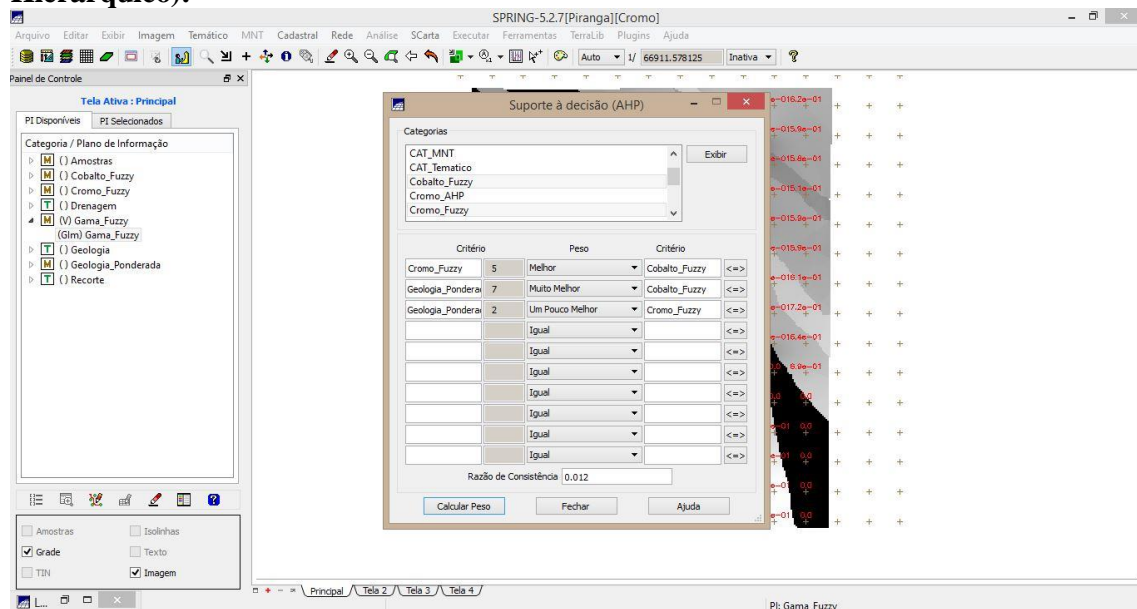 Hierárquico).
SPRING-5.2.7[Piranga][Cromo]
Arquivo Editar Exibir Imagem Temático MNT Cadastral Rede Análise SCarta Executar Ferramentas TerraLib Plugins Ajuda
Auto 1/ 66911.578125 Inativa
Painel de Controle
Tela Ativa : Principal
PI Disponíveis PI Selecionados
Categoria / Plano de Informação
M () Amostras
M () Cobalto_Fuzzy
M () Cromo_Fuzzy
T () Drenagem
M (V) Gama_Fuzzy
(GIm) Gama_Fuzzy
T () Geologia
M () Geologia_Ponderada
T () Recorte
Amostras Isolinhas
Grade Texto
TIN Imagem
L...
Suporte à decisão (AHP)
Categorias
CAT_MNT
CAT_Tematico
Cobalto_Fuzzy
Cromo_AHP
Cromo_Fuzzy
Exibir
Critério Peso Critério
Cromo_Fuzzy 5 Melhor Cobalto_Fuzzy <=>
Geologia_Pondera 7 Muito Melhor Cobalto_Fuzzy <=>
Geologia_Pondera 2 Um Pouco Melhor Cromo_Fuzzy <=>
Igual <=>
Igual <=>
Igual <=>
Igual <=>
Igual <=>
Igual <=>
Igual <=>
Razão de Consistência 0.012
Calcular Peso Fechar Ajuda
Principal Tela 2 Tela 3 Tela 4
PI: Gama_Fuzzy